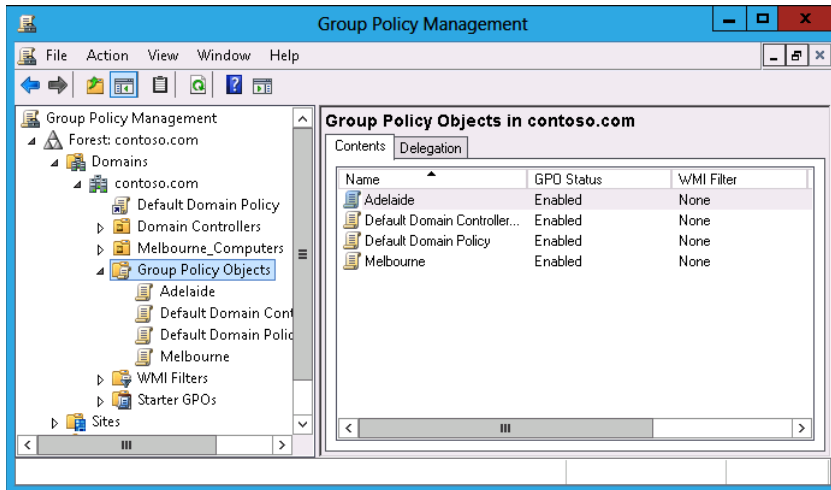 Group Policy Management
File Action View Window Help
Group Policy Management
Forest: contoso.com
Domains
contoso.com
Default Domain Policy
Domain Controllers
Melbourne_Computers
Group Policy Objects
Adelaide
Default Domain Cont
Default Domain Polic
Melbourne
WMI Filters
Starter GPOs
Sites
Group Policy Objects in contoso.com
Contents Delegation
Name GPO Status WMI Filter
Adelaide Enabled None
Default Domain Controller... Enabled None
Default Domain Policy Enabled None
Melbourne Enabled None